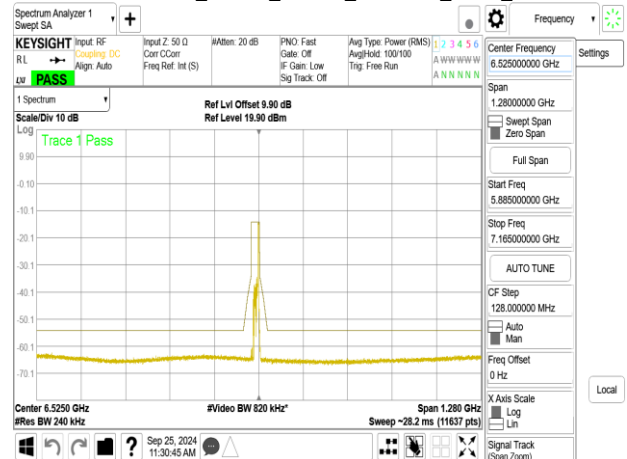 Spectrum Analyzer 1
Swept SA
Frequency
KEYSIGHT
RL
PASS
Input: RF
Coupling: DC
Align: Auto
Input Z: 50 Ω
Corr CCorr
Freq Ref: Int (S)
#Atten: 20 dB
PNO: Fast
Gate: Off
IF Gain: Low
Sig Track: Off
Avg Type: Power (RMS)
Avg|Hold: 100/100
Trig: Free Run
1 2 3 4 5 6
A W W W W W
A N N N N N
1 Spectrum
Scale/Div 10 dB
Ref Lvl Offset 9.90 dB
Ref Level 19.90 dBm
Log
Trace 1 Pass
9.90
-0.10
-10.1
-20.1
-30.1
-40.1
-50.1
-60.1
-70.1
Center 6.5250 GHz
#Video BW 820 kHz*
Span 1.280 GHz
#Res BW 240 kHz
Sweep ~28.2 ms (11637 pts)
Sep 25, 2024
11:30:45 AM
Center Frequency
6.525000000 GHz
Settings
Span
1.28000000 GHz
Swept Span
Zero Span
Full Span
Start Freq
5.885000000 GHz
Stop Freq
7.165000000 GHz
AUTO TUNE
CF Step
128.000000 MHz
Auto
Man
Freq Offset
0 Hz
X Axis Scale
Log
Lin
Local
Signal Track
(Span Zoom)